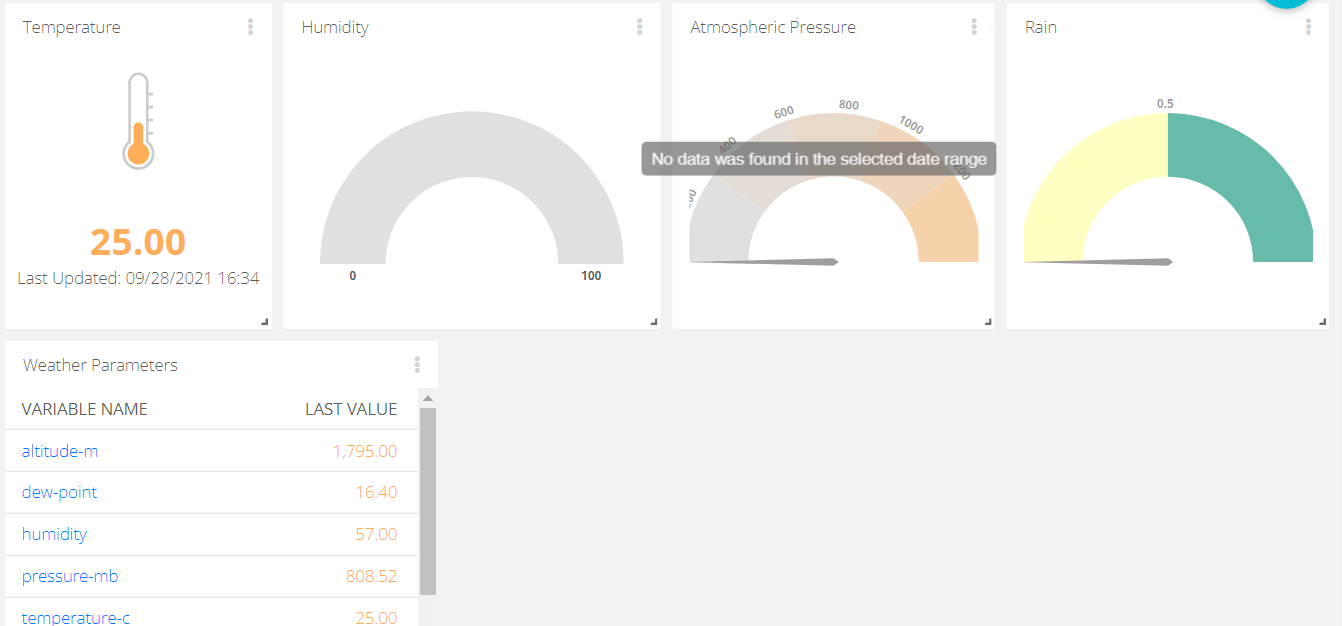 Temperature
Humidity
Atmospheric Pressure
Rain
600
800
1000
0.5
400
No data was found in the selected date range
25.00
Last Updated: 09/28/2021 16:34
0
100
Weather Parameters
VARIABLE NAME LAST VALUE
altitude-m 1,795.00
dew-point 16.40
humidity 57.00
pressure-mb 808.52
temperature-c 25.00